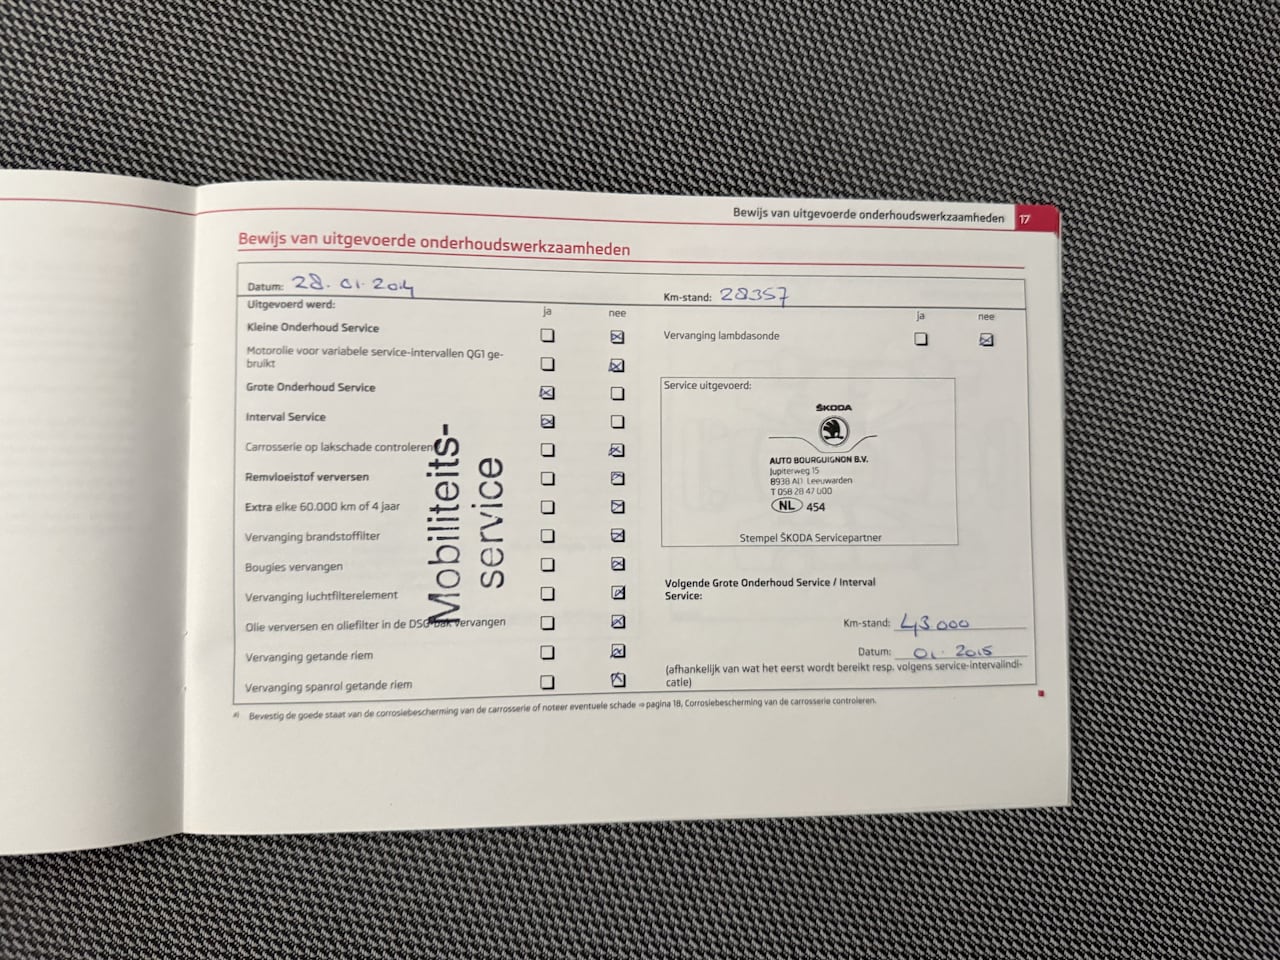 Bewijs van uitgevoerde onderhoudswerkzaamheden 17
Bewijs van uitgevoerde onderhoudswerkzaamheden
Datum: 28.01.2014
Km-stand: 28357
Uitgevoerd werd:
ja nee
Kleine Onderhoud Service
Motorolie voor variabele service-intervallen QG1 ge-
bruikt
Grote Onderhoud Service
Interval Service
Carrosserie op lakschade controleren
Remvloeistof verversen
Extra elke 60.000 km of 4 jaar
Vervanging brandstoffilter
Bougies vervangen
Vervanging luchtfilterelement
Olie verversen en oliefilter in de DSG-bak vervangen
Vervanging getande riem
Vervanging spanrol getande riem
Mobiliteits-
service
ja nee
Vervanging lambdasonde
Service uitgevoerd:
ŠKODA
AUTO BOURGUIGNON B.V.
Jupiterweg 15
8938 AD Leeuwarden
T 058 28 47 000
NL 454
Stempel ŠKODA Servicepartner
Volgende Grote Onderhoud Service / Interval
Service:
Km-stand: 43000
Datum: 01. 2015
(afhankelijk van wat het eerst wordt bereikt resp. volgens service-intervalindi-
catie)
a) Bevestig de goede staat van de corrosiebescherming van de carrosserie of noteer eventuele schade ⇒ pagina 18, Corrosiebescherming van de carrosserie controleren.